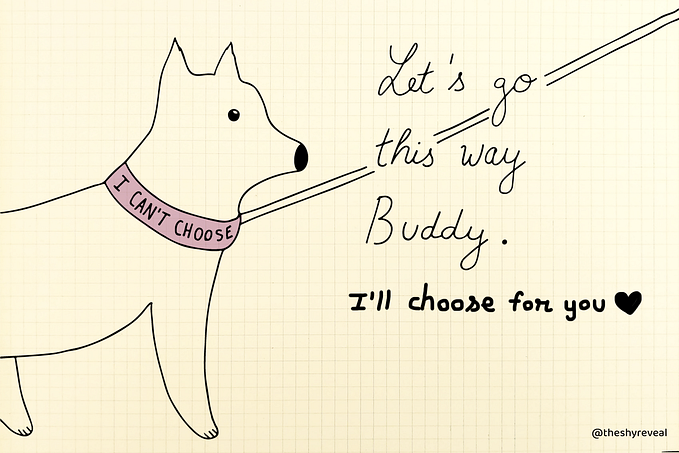 I CAN'T CHOOSE
Let's go
this way
Buddy.
I'll choose for you ♥
@theshyreveal